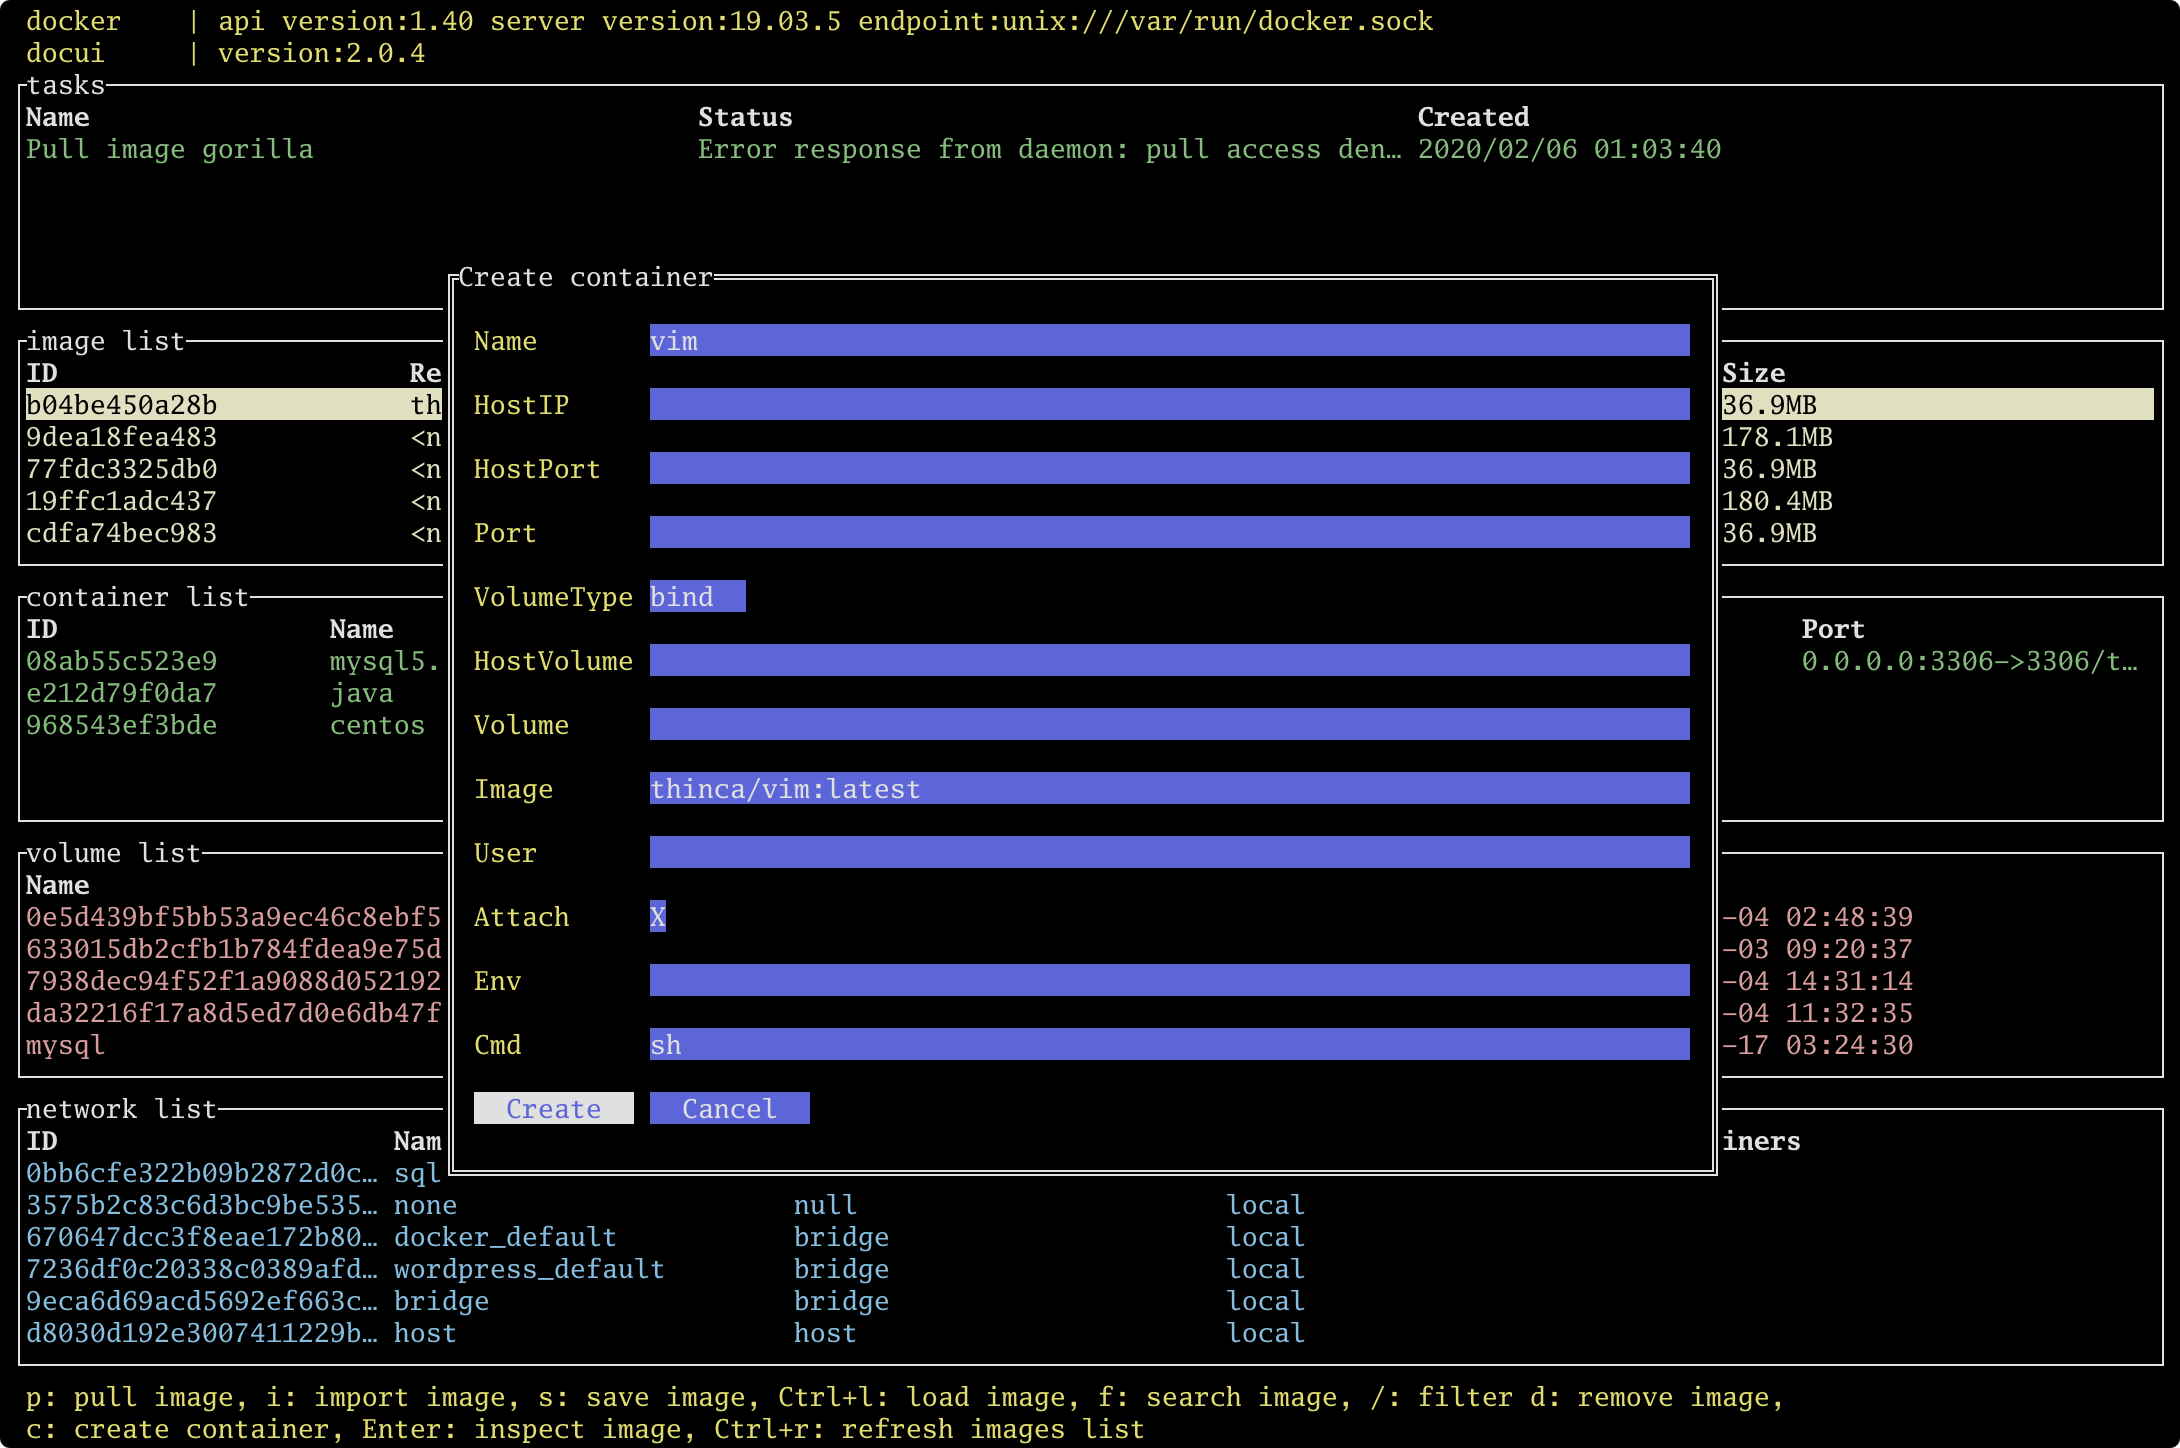 docker | api version:1.40 server version:19.03.5 endpoint:unix:///var/run/docker.sock
docui | version:2.0.4
tasks
Name Status Created
Pull image gorilla Error response from daemon: pull access den… 2020/02/06 01:03:40
Create container
Name vim
HostIP
HostPort
Port
VolumeType bind
HostVolume
Volume
Image thinca/vim:latest
User
Attach X
Env
Cmd sh
Create Cancel
image list
ID Re Size
b04be450a28b th 36.9MB
9dea18fea483 <n 178.1MB
77fdc3325db0 <n 36.9MB
19ffc1adc437 <n 180.4MB
cdfa74bec983 <n 36.9MB
container list
ID Name Port
08ab55c523e9 mysql5. 0.0.0.0:3306->3306/t…
e212d79f0da7 java
968543ef3bde centos
volume list
Name
0e5d439bf5bb53a9ec46c8ebf5 -04 02:48:39
633015db2cfb1b784fdea9e75d -03 09:20:37
7938dec94f52f1a9088d052192 -04 14:31:14
da32216f17a8d5ed7d0e6db47f -04 11:32:35
mysql -17 03:24:30
network list
ID Nam iners
0bb6cfe322b09b2872d0c… sql
3575b2c83c6d3bc9be535… none null local
670647dcc3f8eae172b80… docker_default bridge local
7236df0c20338c0389afd… wordpress_default bridge local
9eca6d69acd5692ef663c… bridge bridge local
d8030d192e3007411229b… host host local
p: pull image, i: import image, s: save image, Ctrl+l: load image, f: search image, /: filter d: remove image,
c: create container, Enter: inspect image, Ctrl+r: refresh images list